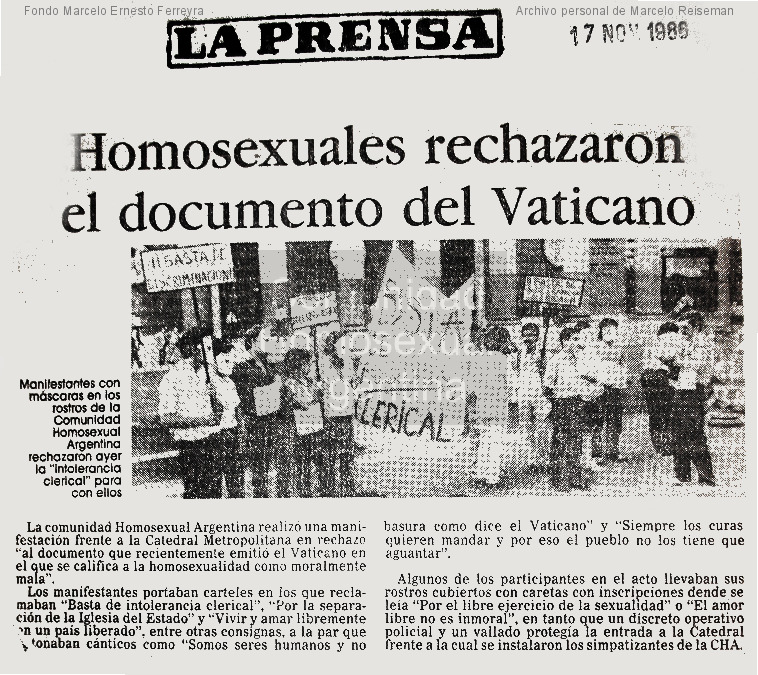 Fondo Marcelo Ernesto Ferreyra
Archivo personal de Marcelo Reiseman
LA PRENSA
17 NOV 1986
Homosexuales rechazaron
el documento del Vaticano
!! BASTA DE
DISCRIMINACION
CLERICAL
Comunidad
Homosexual
Argentina
Manifestantes con
máscaras en los
rostros de la
Comunidad
Homosexual
Argentina
rechazaron ayer
la "intolerancia
clerical" para
con ellos
La comunidad Homosexual Argentina realizó una mani-
festación frente a la Catedral Metropolitana en rechazo
"al documento que recientemente emitió el Vaticano en
el que se califica a la homosexualidad como moralmente
mala".
Los manifestantes portaban carteles en los que recla-
maban "Basta de intolerancia clerical", "Por la separa-
ción de la Iglesia del Estado" y "Vivir y amar libremente
en un país liberado", entre otras consignas, a la par que
entonaban cánticos como "Somos seres humanos y no
basura como dice el Vaticano" y "Siempre los curas
quieren mandar y por eso el pueblo no los tiene que
aguantar".
Algunos de los participantes en el acto llevaban sus
rostros cubiertos con caretas con inscripciones dende se
leía "Por el libre ejercicio de la sexualidad" o "El amor
libre no es inmoral", en tanto que un discreto operativo
policial y un vallado protegía la entrada a la Catedral
frente a la cual se instalaron los simpatizantes de la CHA.